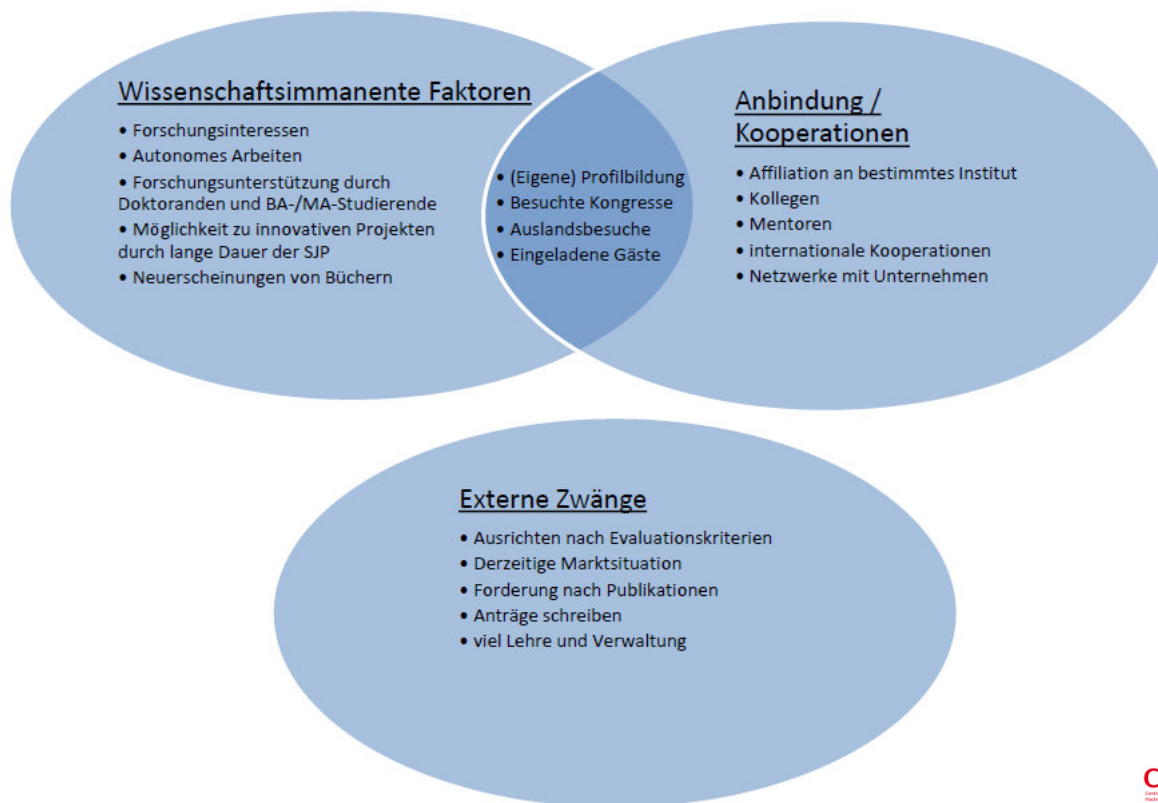 Wissenschaftsimmanente Faktoren
• Forschungsinteressen
• Autonomes Arbeiten
• Forschungsunterstützung durch
Doktoranden und BA-/MA-Studierende
• Möglichkeit zu innovativen Projekten
durch lange Dauer der SJP
• Neuerscheinungen von Büchern
• (Eigene) Profilbildung
• Besuchte Kongresse
• Auslandsbesuche
• Eingeladene Gäste
Anbindung /
Kooperationen
• Affiliation an bestimmtes Institut
• Kollegen
• Mentoren
• internationale Kooperationen
• Netzwerke mit Unternehmen
Externe Zwänge
• Ausrichten nach Evaluationskriterien
• Derzeitige Marktsituation
• Forderung nach Publikationen
• Anträge schreiben
• viel Lehre und Verwaltung
C